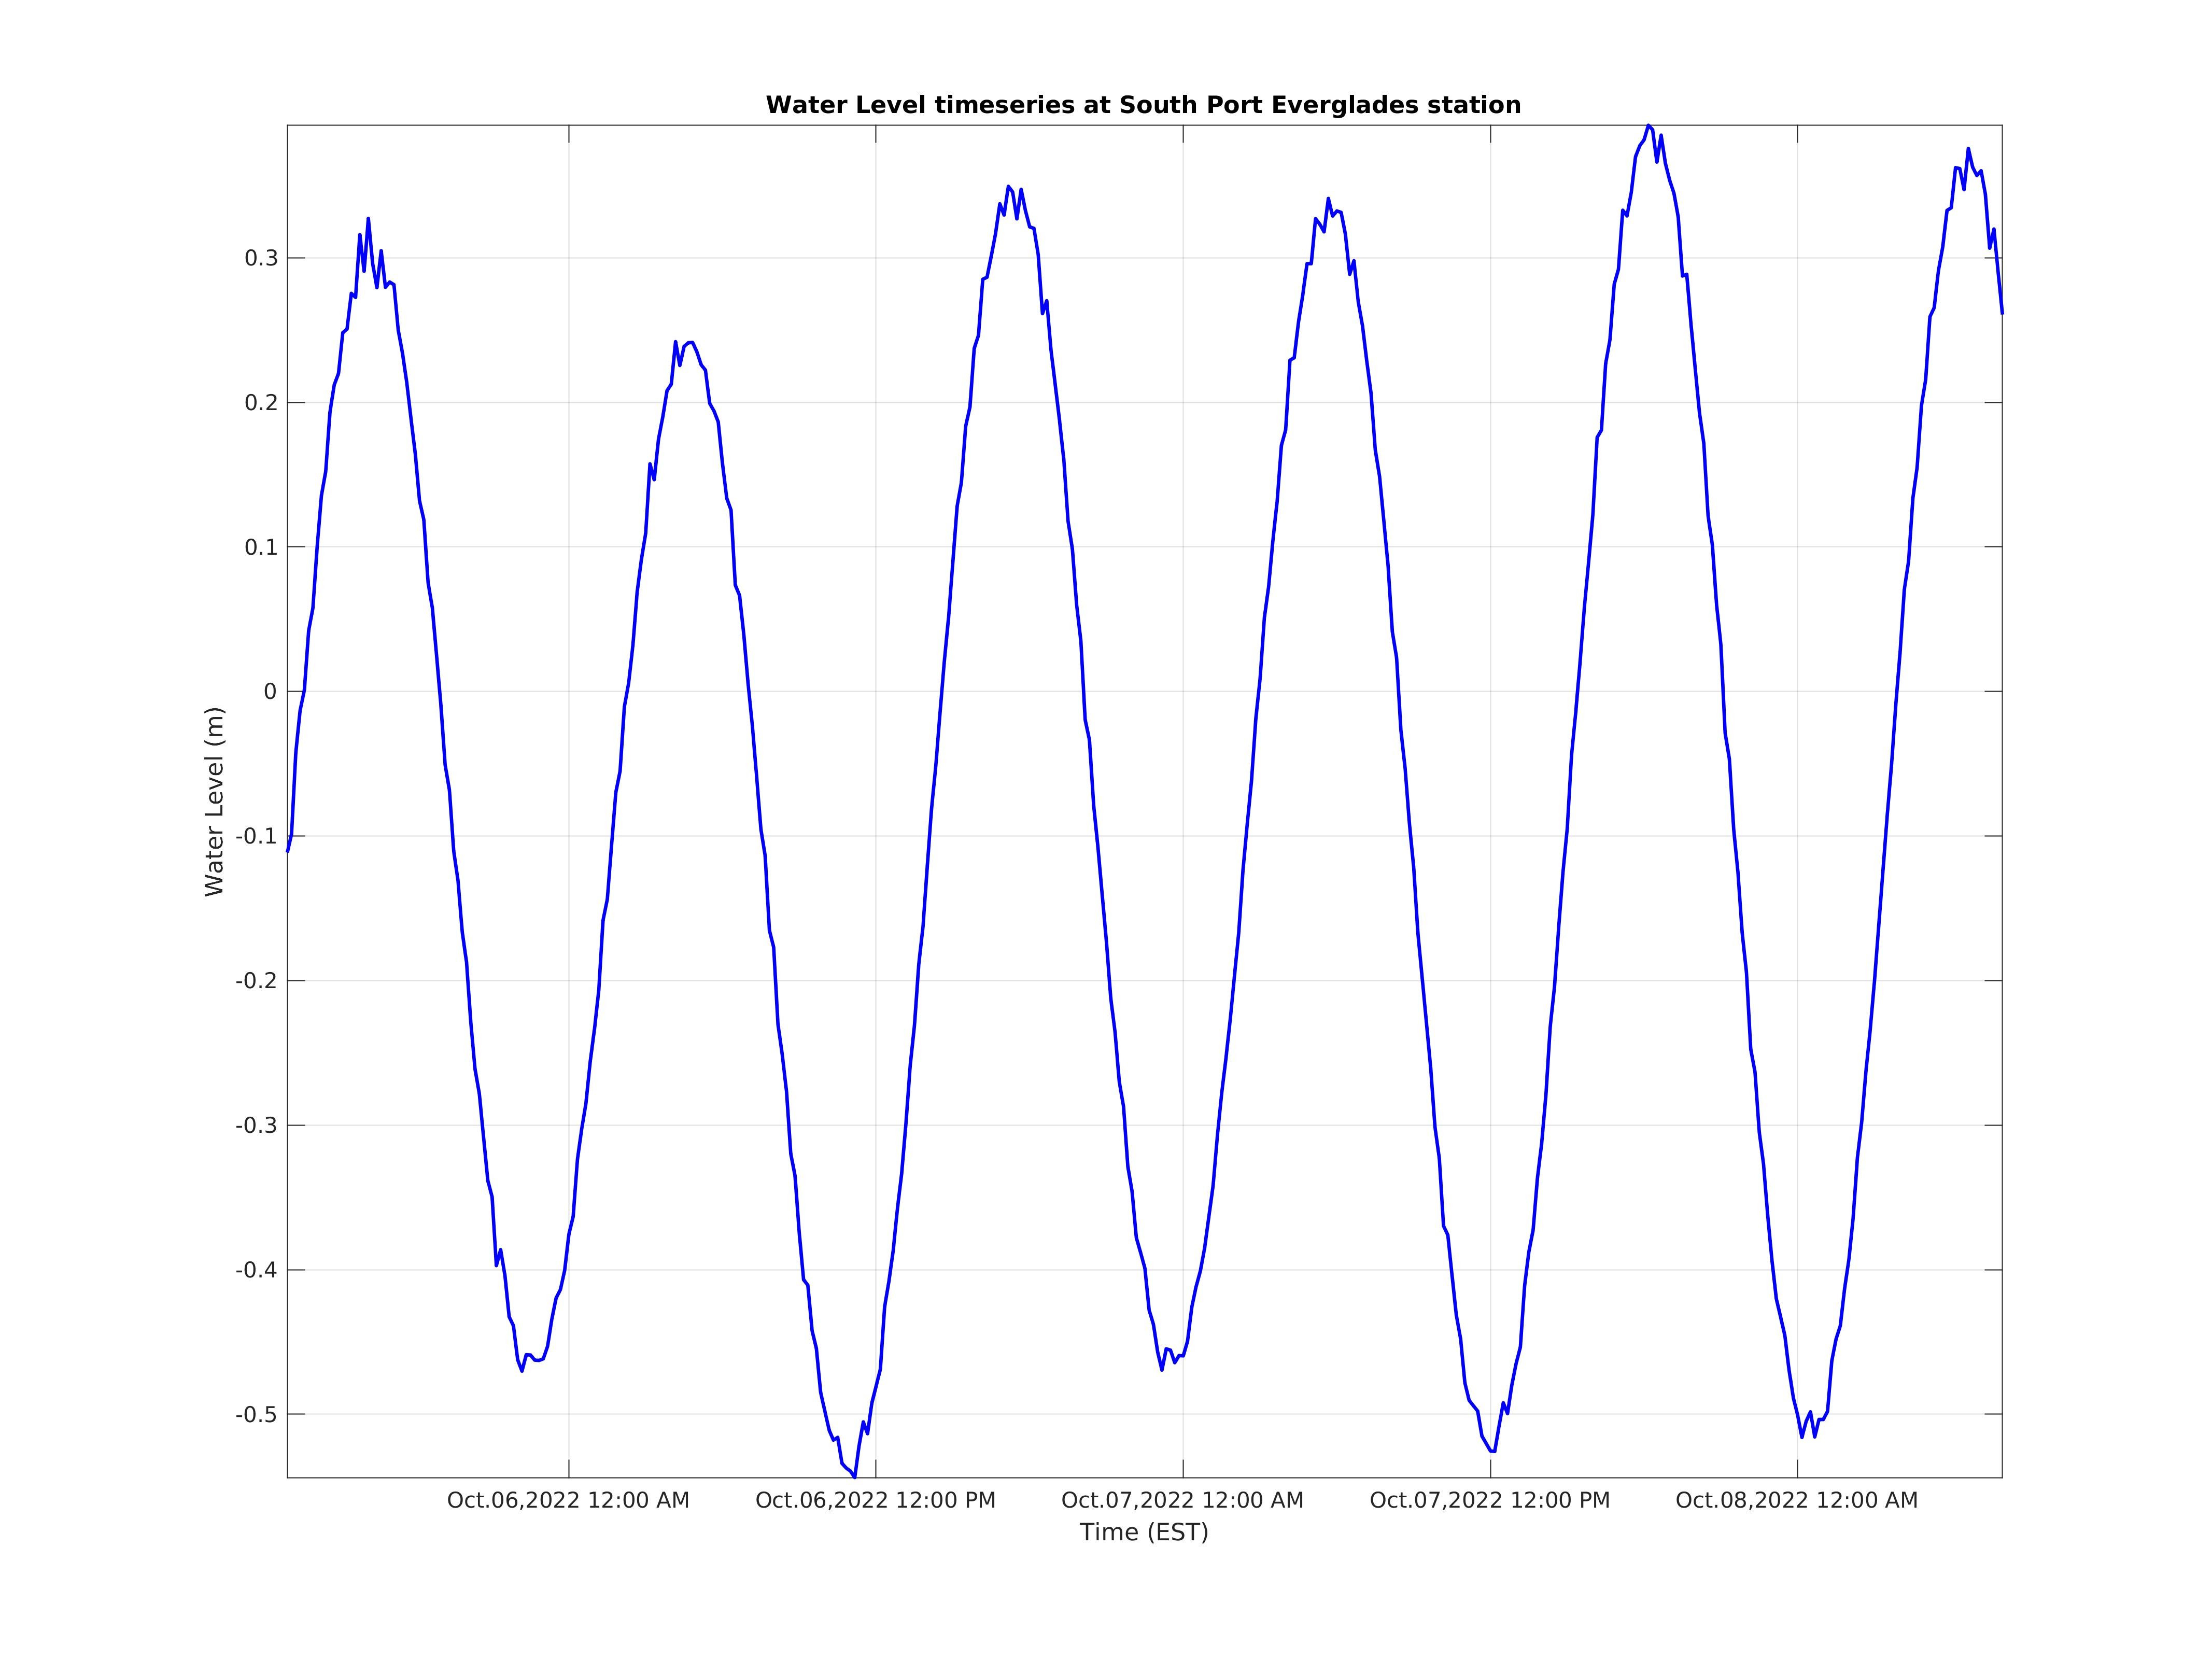 Water Level timeseries at South Port Everglades station
0.3
0.2
0.1
0
-0.1
-0.2
-0.3
-0.4
-0.5
Water Level (m)
Oct.06,2022 12:00 AM
Oct.06,2022 12:00 PM
Oct.07,2022 12:00 AM
Oct.07,2022 12:00 PM
Oct.08,2022 12:00 AM
Time (EST)